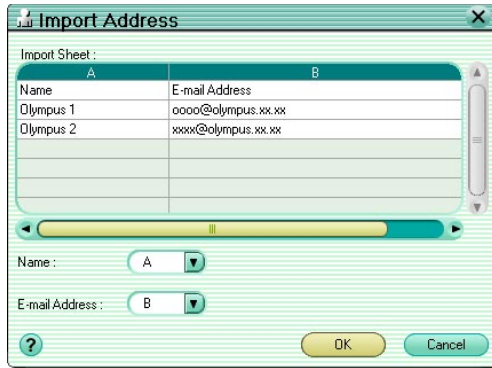 Import Address
Import Sheet :
A B
Name E-mail Address
Olympus 1 oooo@olympus.xx.xx
Olympus 2 xxxx@olympus.xx.xx
Name : A
E-mail Address : B
? OK Cancel